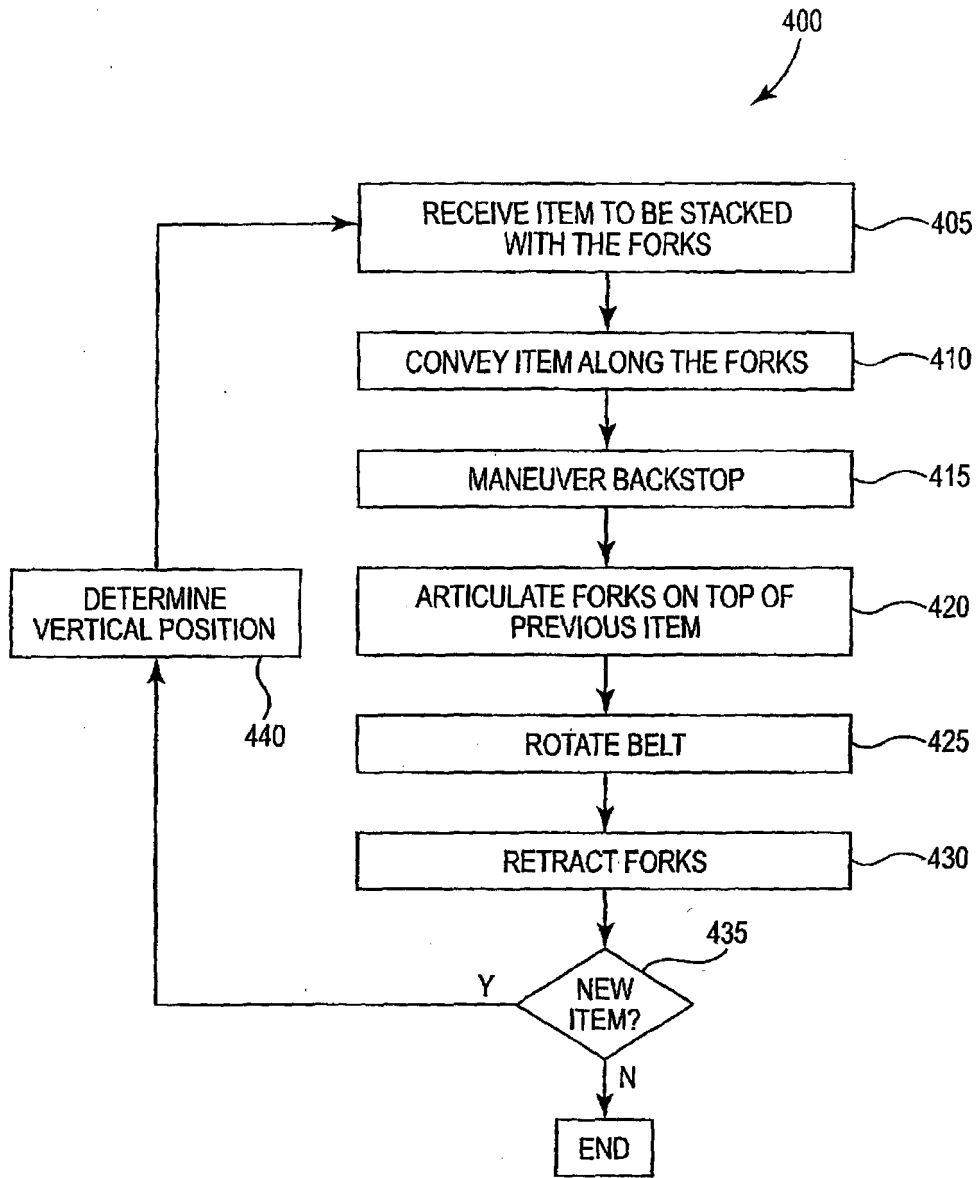 400
RECEIVE ITEM TO BE STACKED
WITH THE FORKS
405
CONVEY ITEM ALONG THE FORKS
410
MANEUVER BACKSTOP
415
ARTICULATE FORKS ON TOP OF
PREVIOUS ITEM
420
DETERMINE
VERTICAL POSITION
440
ROTATE BELT
425
RETRACT FORKS
430
435
NEW
ITEM?
Y
N
END